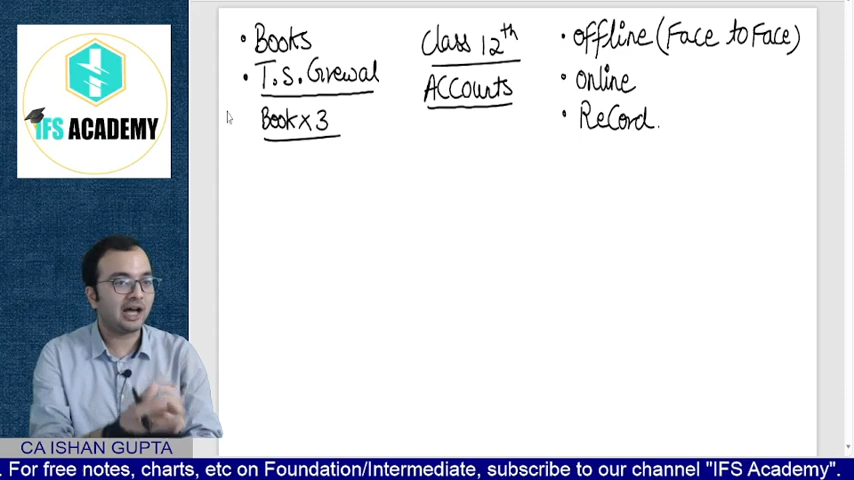 IFS ACADEMY
• Books
• T.S. Grewal
Book x 3
Class 12th
ACCOUNTS
• offline (Face to Face)
• online
• ReCord.
CA ISHAN GUPTA
. For free notes, charts, etc on Foundation/Intermediate, subscribe to our channel "IFS Academy".